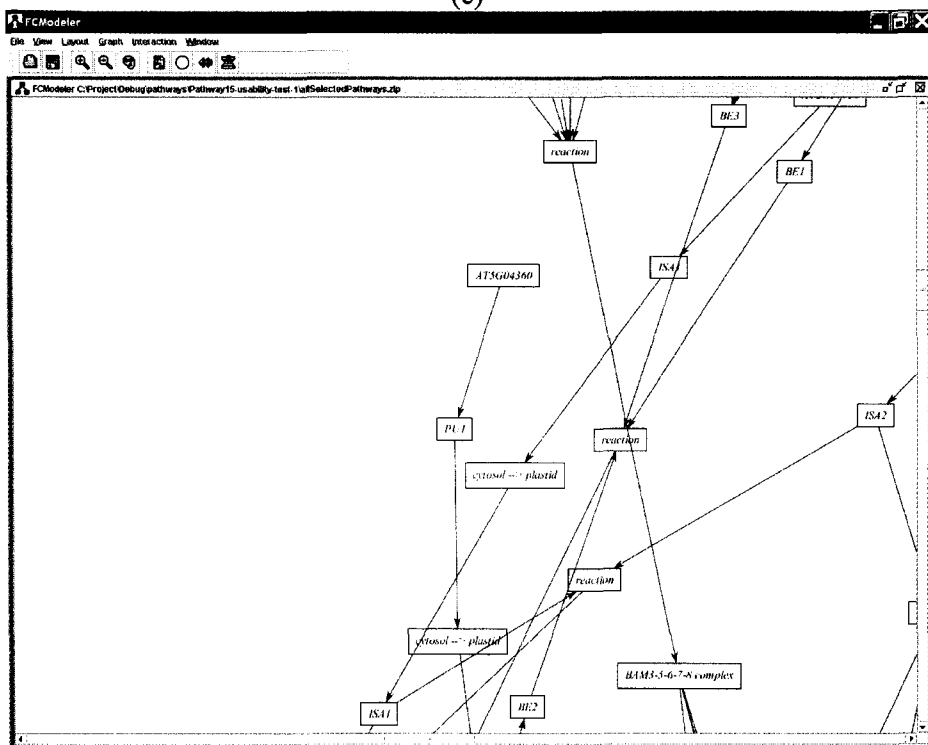 (c)
FCModeler
File View Layout Graph Interaction Window
FCModeler C:\Project\Debug\pathways\Pathway15-usability-test-1\allSelectedPathways.zip
BE3
reaction
BE1
ISA1
AT5G04360
ISA2
PU1
reaction
cytosol --> plastid
reaction
cytosol --> plastid
BAM3-5-6-7-8 complex
ISA1
BE2